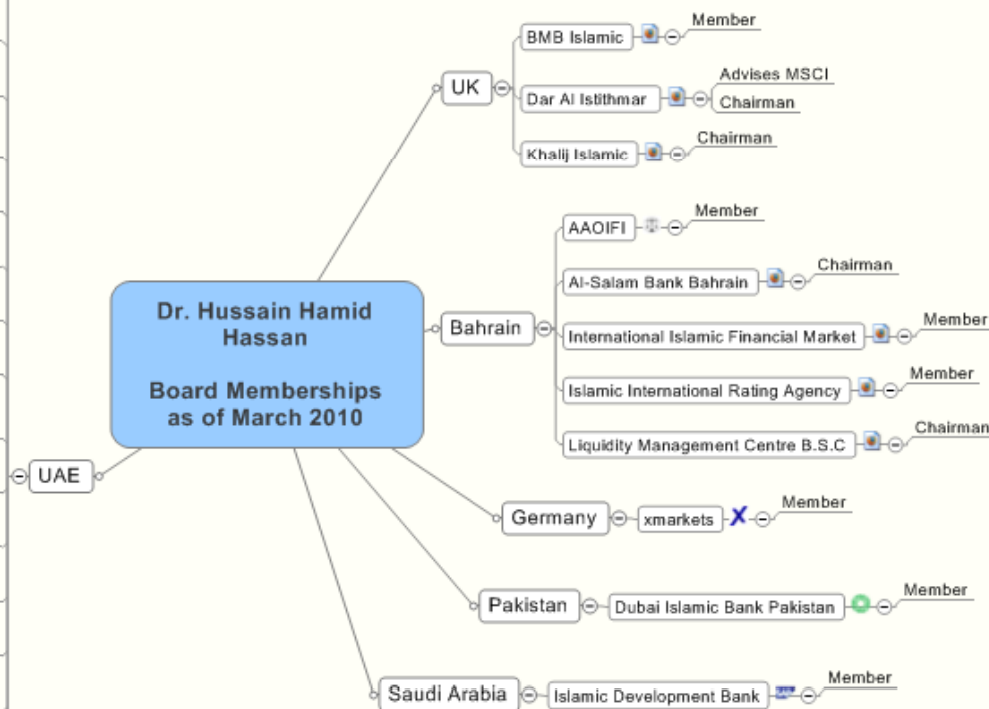 Dr. Hussain Hamid
Hassan
Board Memberships
as of March 2010
UK
BMB Islamic
Member
Dar Al Istithmar
Advises MSCI
Chairman
Khalij Islamic
Chairman
Bahrain
AAOIFI
Member
Al-Salam Bank Bahrain
Chairman
International Islamic Financial Market
Member
Islamic International Rating Agency
Member
Liquidity Management Centre B.S.C
Chairman
UAE
Germany
xmarkets
X
Member
Pakistan
Dubai Islamic Bank Pakistan
Member
Saudi Arabia
Islamic Development Bank
Member